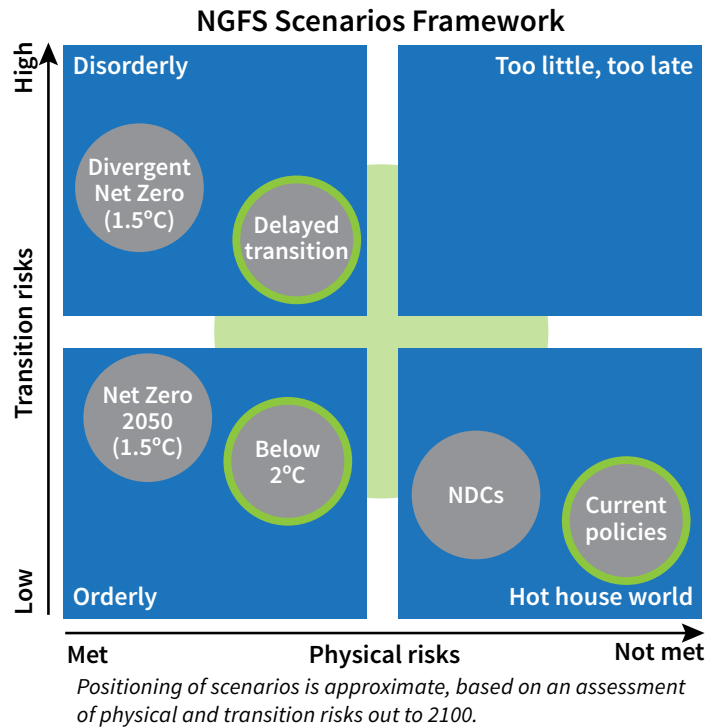 NGFS Scenarios Framework
High
Disorderly
Too little, too late
Divergent
Net Zero
(1.5°C)
Delayed
transition
Transition risks
Net Zero
2050
(1.5°C)
Below
2°C
NDCs
Current
policies
Low
Orderly
Hot house world
Met
Physical risks
Not met
Positioning of scenarios is approximate, based on an assessment
of physical and transition risks out to 2100.